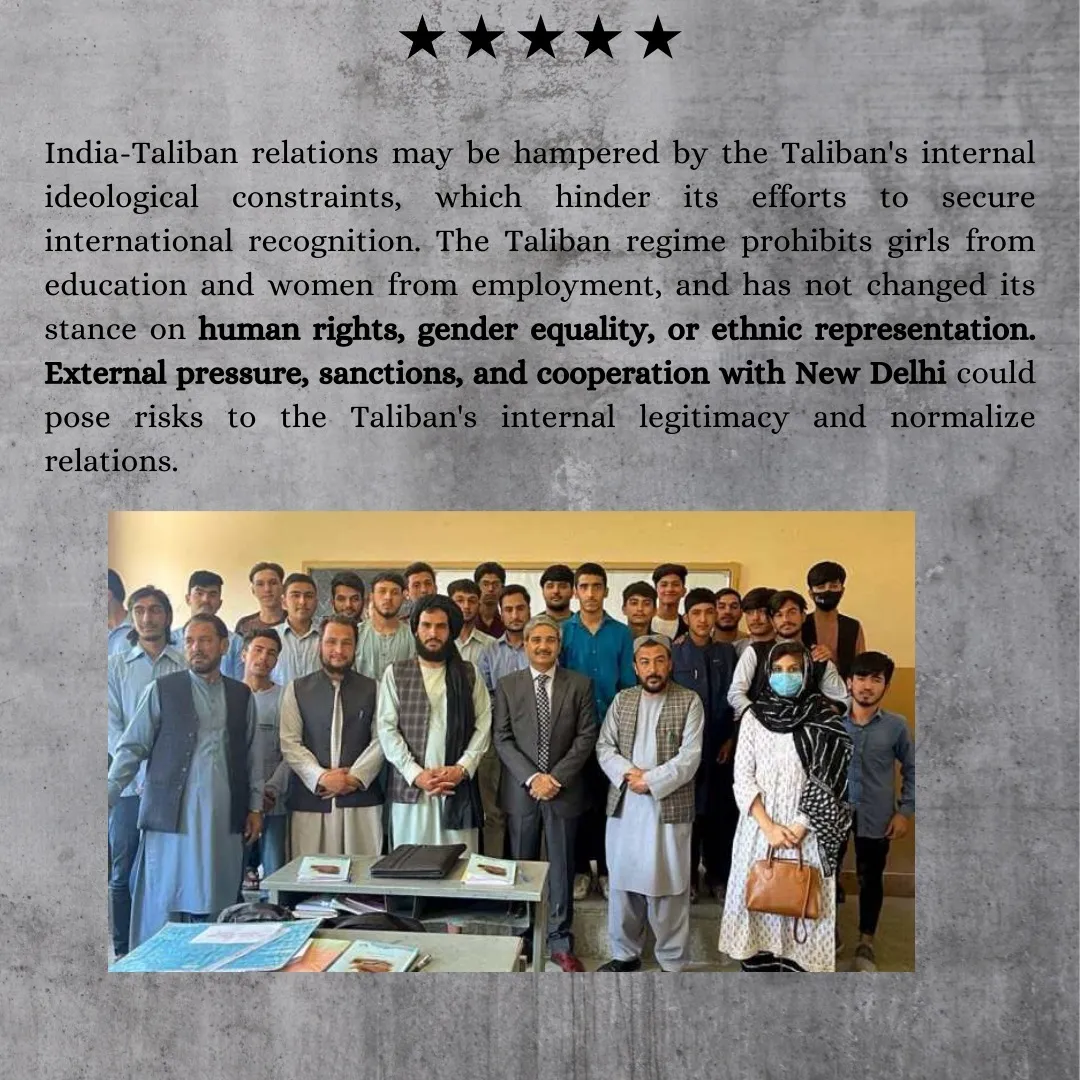 India-Taliban relations may be hampered by the Taliban's internal
ideological constraints, which hinder its efforts to secure
international recognition. The Taliban regime prohibits girls from
education and women from employment, and has not changed its
stance on human rights, gender equality, or ethnic representation.
External pressure, sanctions, and cooperation with New Delhi could
pose risks to the Taliban's internal legitimacy and normalize
relations.